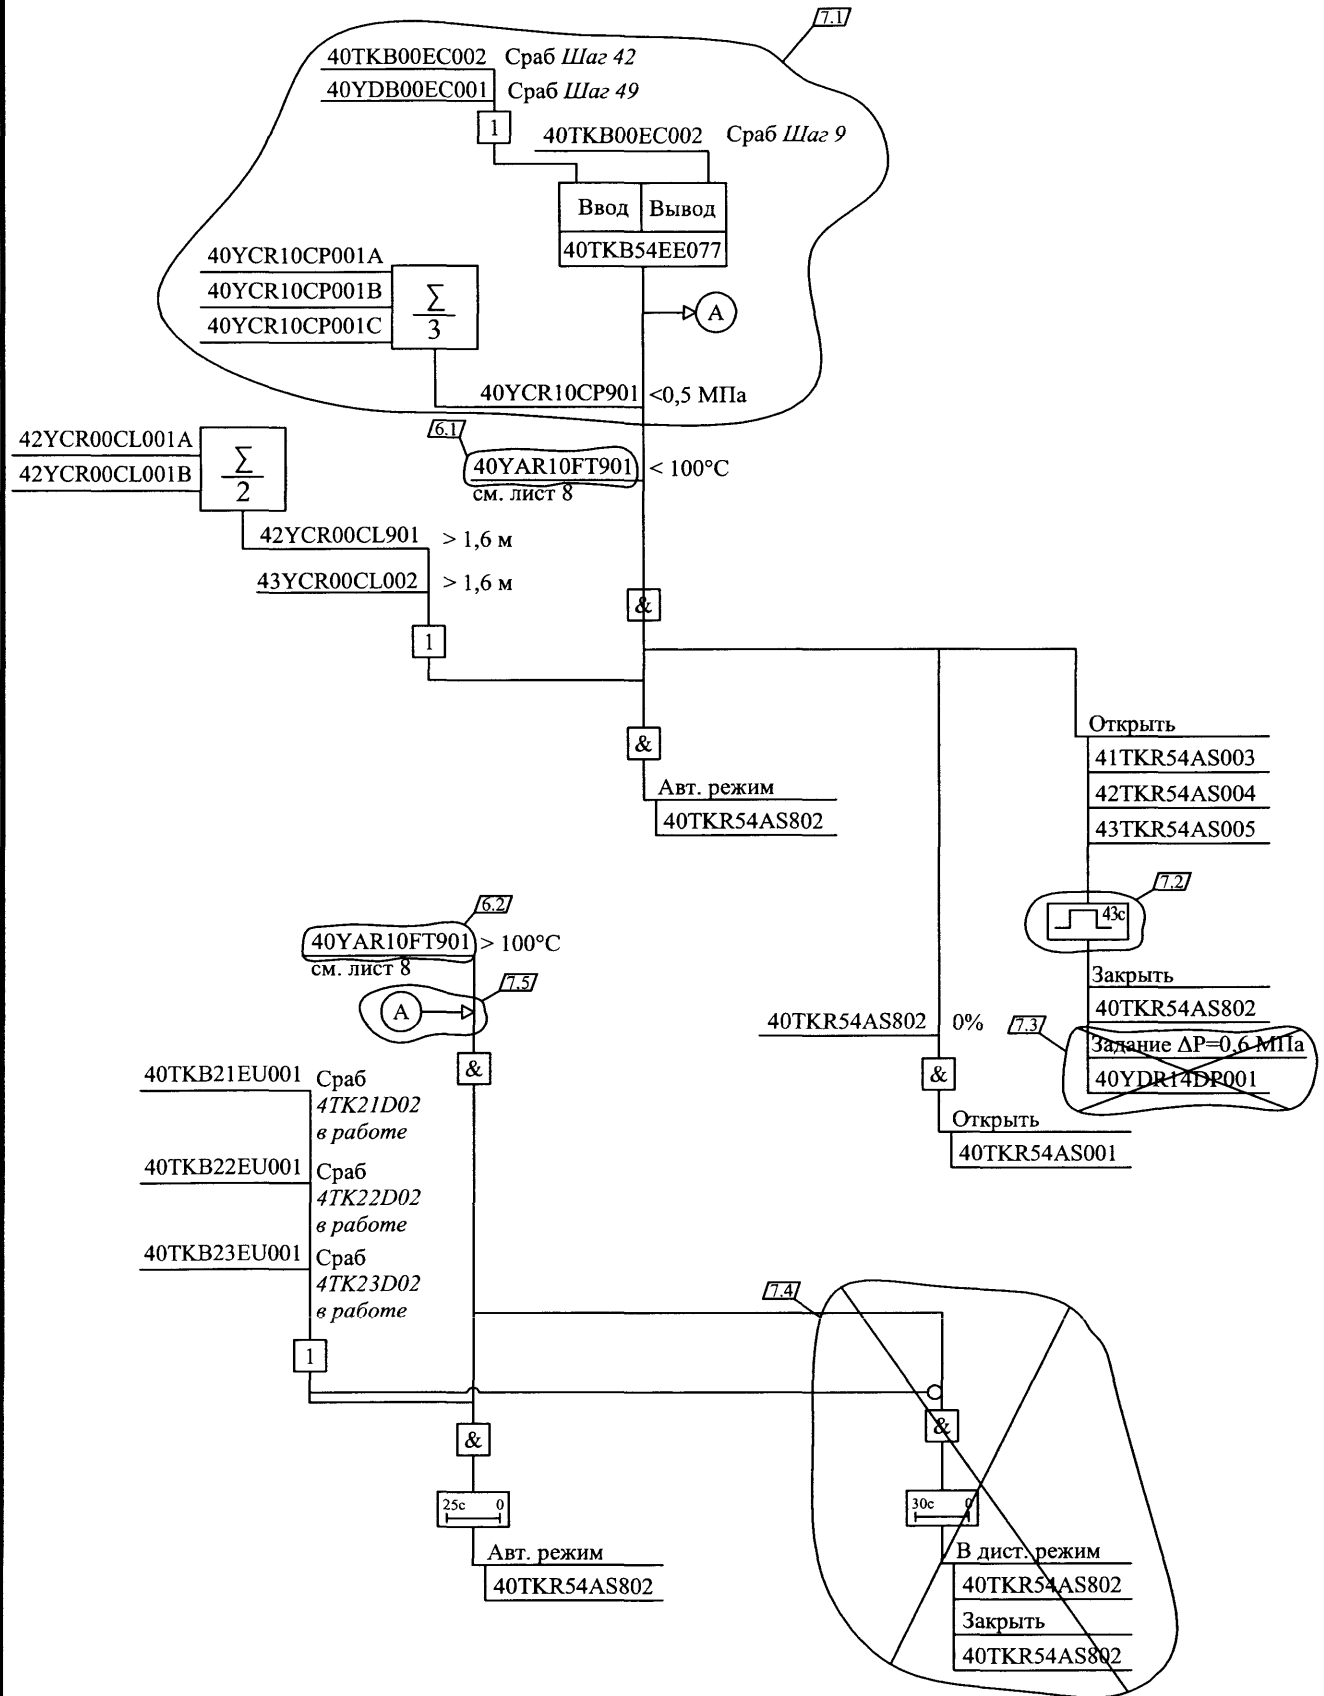 7.1
40TKB00EC002 Сраб Шаг 42
40YDB00EC001 Сраб Шаг 49
1
40TKB00EC002 Сраб Шаг 9
Ввод Вывод
40TKB54EE077
40YCR10CP001A
40YCR10CP001B
40YCR10CP001C
∑
3
A
40YCR10CP901 <0,5 МПа
6.1
42YCR00CL001A
42YCR00CL001B
∑
2
40YAR10FT901 < 100°C
см. лист 8
42YCR00CL901 > 1,6 м
43YCR00CL002 > 1,6 м
&
1
&
Авт. режим
40TKR54AS802
Открыть
41TKR54AS003
42TKR54AS004
43TKR54AS005
7.2
43с
6.2
40YAR10FT901 > 100°C
см. лист 8
7.5
A
Закрыть
40TKR54AS802
40TKR54AS802 0%
7.3
Задание ΔP=0,6 МПа
40YDR14DP001
&
&
Открыть
40TKR54AS001
40TKB21EU001 Сраб
4TK21D02
в работе
40TKB22EU001 Сраб
4TK22D02
в работе
40TKB23EU001 Сраб
4TK23D02
в работе
7.4
1
&
&
25с 0
30с 0
Авт. режим
40TKR54AS802
В дист. режим
40TKR54AS802
Закрыть
40TKR54AS802